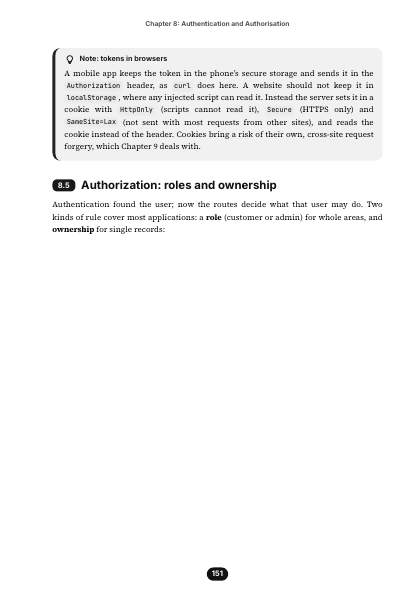 Chapter 8: Authentication and Authorisation
Note: tokens in browsers
A mobile app keeps the token in the phone's secure storage and sends it in the
Authorization header, as curl does here. A website should not keep it in
localStorage, where any injected script can read it. Instead the server sets it in a
cookie with HttpOnly (scripts cannot read it), Secure (HTTPS only) and
SameSite=Lax (not sent with most requests from other sites), and reads the
cookie instead of the header. Cookies bring a risk of their own, cross-site request
forgery, which Chapter 9 deals with.
8.5 Authorization: roles and ownership
Authentication found the user; now the routes decide what that user may do. Two
kinds of rule cover most applications: a role (customer or admin) for whole areas, and
ownership for single records:
151